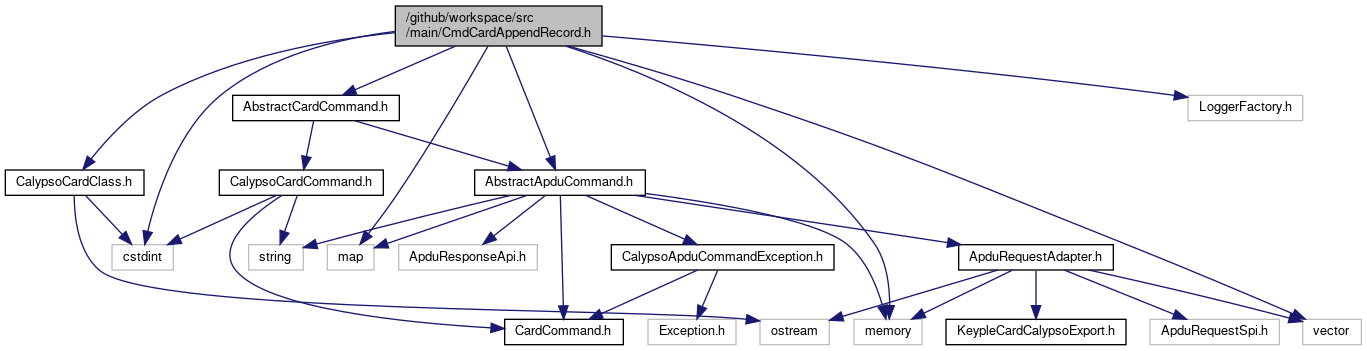 /github/workspace/src
/main/CmdCardAppendRecord.h
AbstractCardCommand.h
LoggerFactory.h
CalypsoCardClass.h
CalypsoCardCommand.h
AbstractApduCommand.h
cstdint
string
map
ApduResponseApi.h
CalypsoApduCommandException.h
ApduRequestAdapter.h
CardCommand.h
Exception.h
ostream
memory
KeypleCardCalypsoExport.h
ApduRequestSpi.h
vector